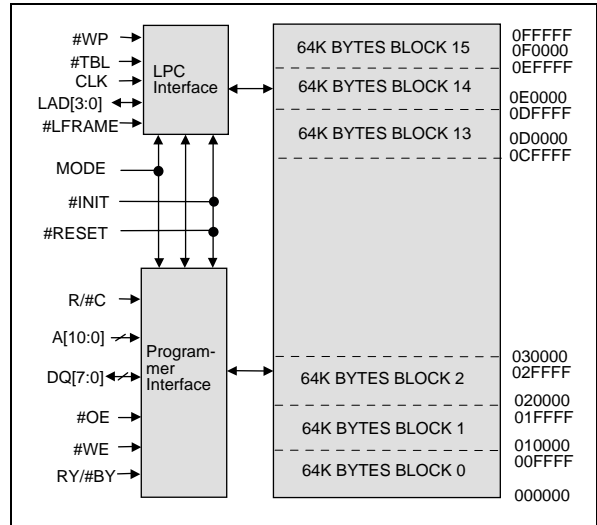 #WP
#TBL
CLK
LAD[3:0]
#LFRAME
MODE
#INIT
#RESET
R/#C
A[10:0]
DQ[7:0]
#OE
#WE
RY/#BY
LPC
Interface
Program-
mer
Interface
64K BYTES BLOCK 15
64K BYTES BLOCK 14
64K BYTES BLOCK 13
64K BYTES BLOCK 2
64K BYTES BLOCK 1
64K BYTES BLOCK 0
0FFFFF
0F0000
0EFFFF
0E0000
0DFFFF
0D0000
0CFFFF
030000
02FFFF
020000
01FFFF
010000
00FFFF
000000